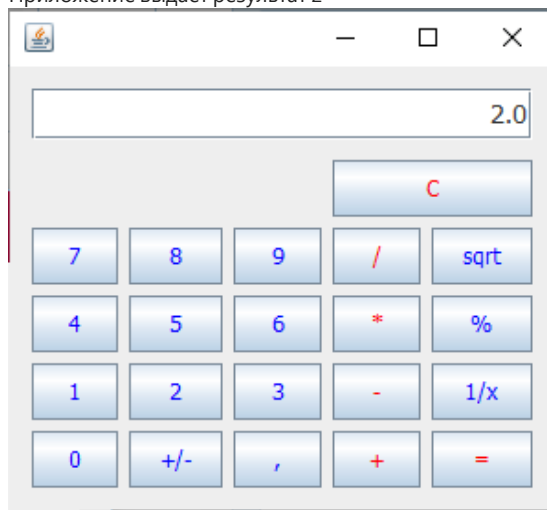 Приложение выдает результат 2
2.0
C
7 8 9 / sqrt
4 5 6 * %
1 2 3 - 1/x
0 +/- , + =